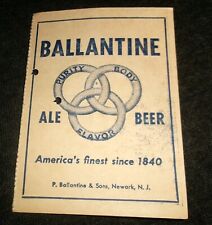 BALLANTINE
PURITY BODY
FLAVOR
ALE BEER
America's finest since 1840
P. Ballantine & Sons, Newark, N. J.